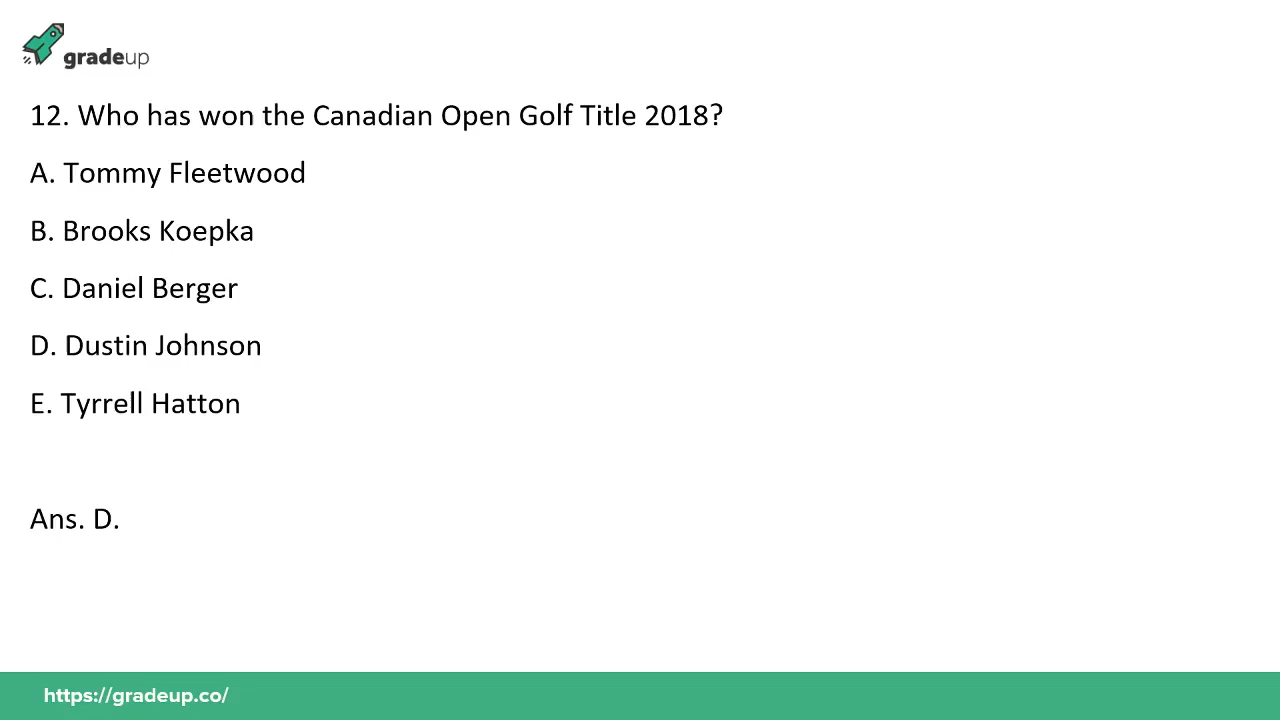 gradeup
12. Who has won the Canadian Open Golf Title 2018?
A. Tommy Fleetwood
B. Brooks Koepka
C. Daniel Berger
D. Dustin Johnson
E. Tyrrell Hatton
Ans. D.
https://gradeup.co/